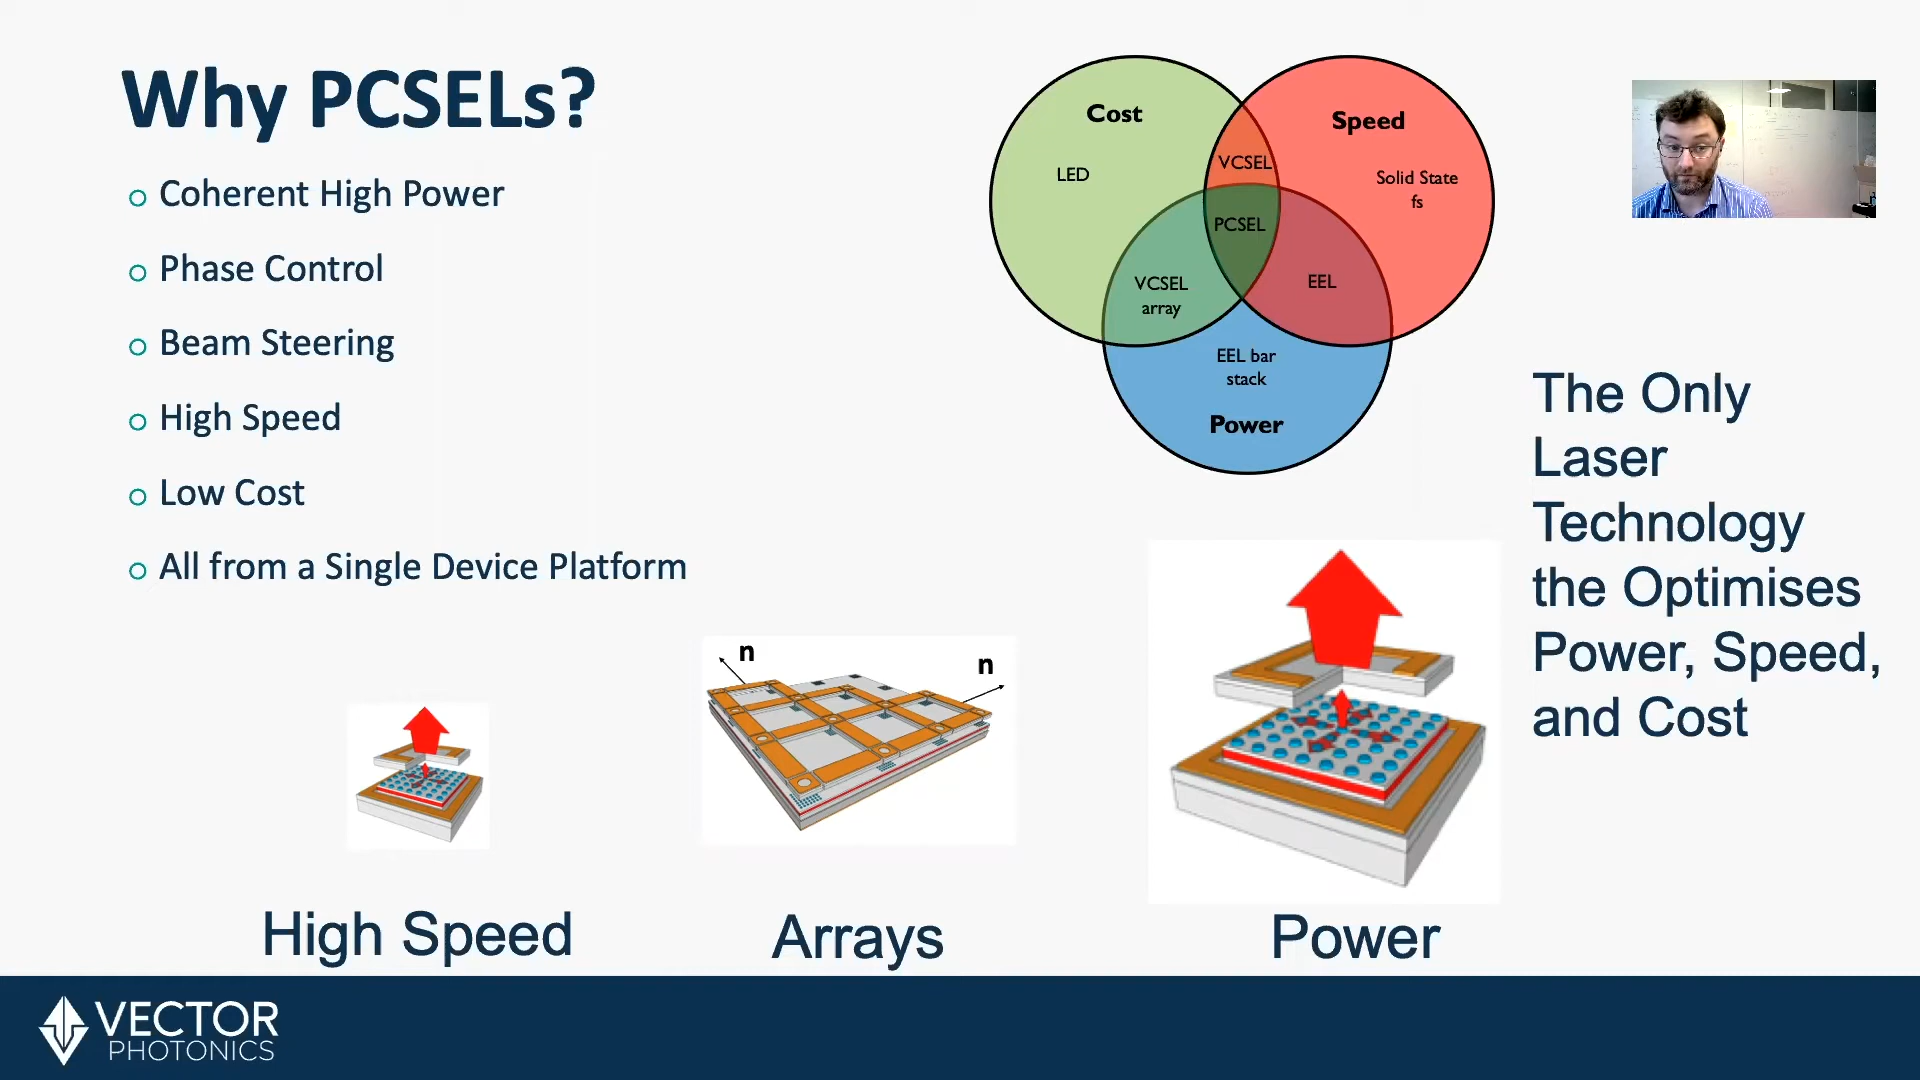 Why PCSELs?
Coherent High Power
Phase Control
Beam Steering
High Speed
Low Cost
All from a Single Device Platform
Cost
Speed
LED
VCSEL
Solid State
fs
PCSEL
VCSEL
array
EEL
EEL bar
stack
Power
The Only
Laser
Technology
the Optimises
Power, Speed,
and Cost
n
n
High Speed
Arrays
Power
VECTOR
PHOTONICS